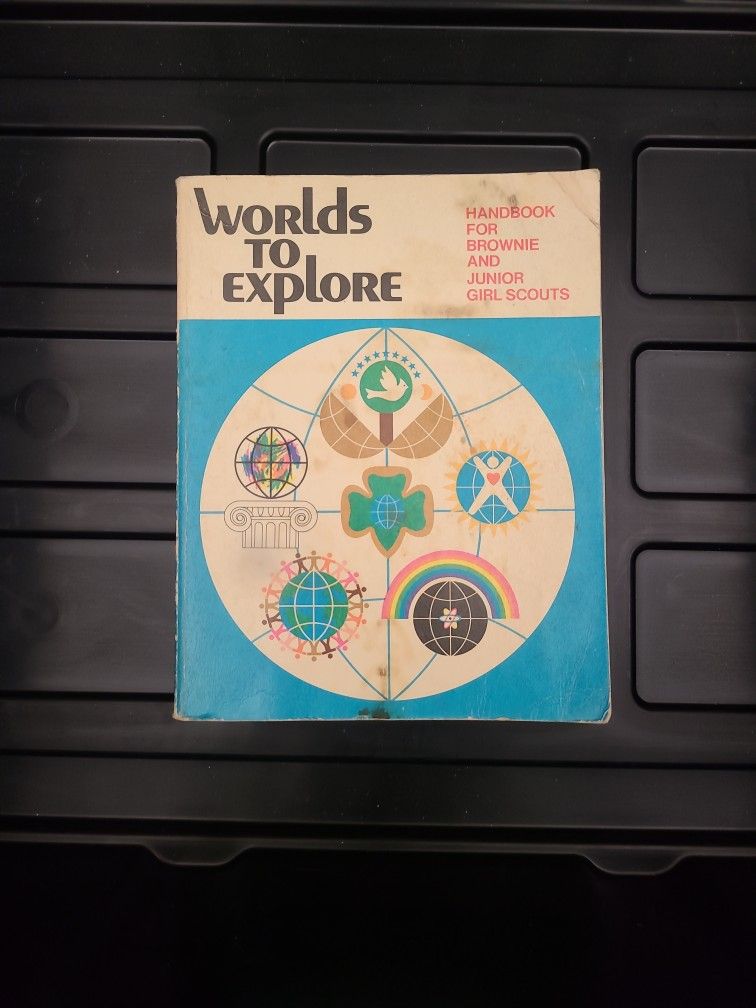 Worlds
TO
Explore
HANDBOOK
FOR
BROWNIE
AND
JUNIOR
GIRL SCOUTS